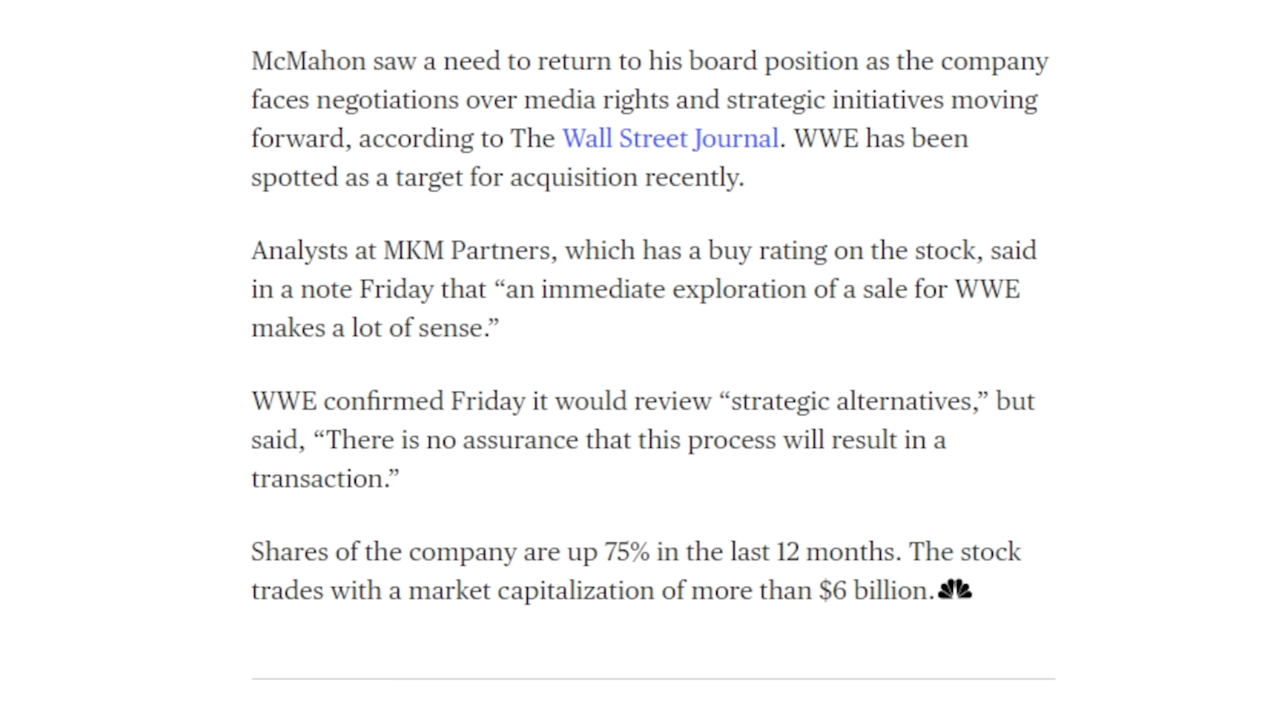 McMahon saw a need to return to his board position as the company
faces negotiations over media rights and strategic initiatives moving
forward, according to The Wall Street Journal. WWE has been
spotted as a target for acquisition recently.
Analysts at MKM Partners, which has a buy rating on the stock, said
in a note Friday that “an immediate exploration of a sale for WWE
makes a lot of sense.”
WWE confirmed Friday it would review “strategic alternatives,” but
said, “There is no assurance that this process will result in a
transaction.”
Shares of the company are up 75% in the last 12 months. The stock
trades with a market capitalization of more than $6 billion.